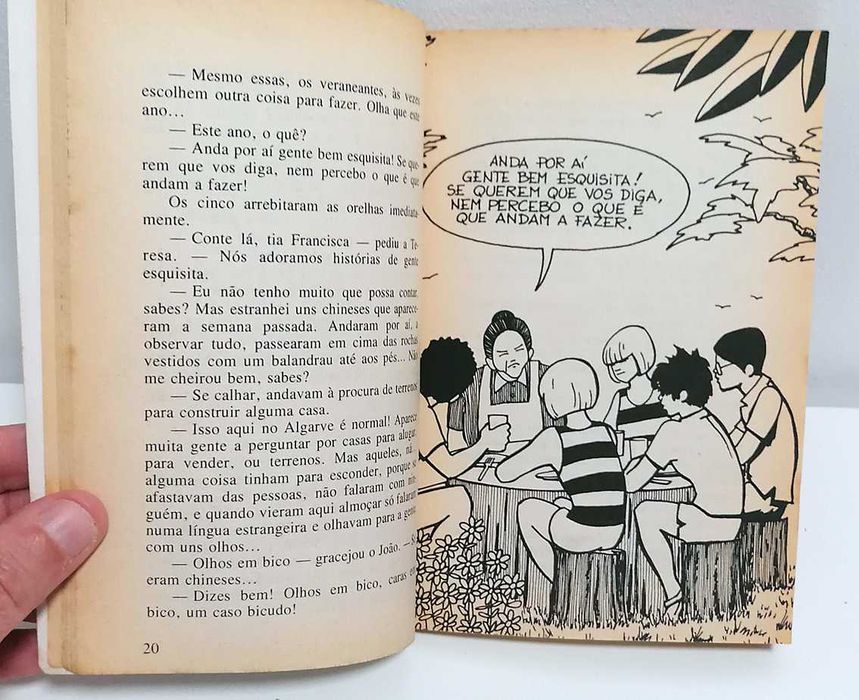 — Mesmo essas, os veraneantes, às vezes
escolhem outra coisa para fazer. Olha que este
ano...
— Este ano, o quê?
— Anda por aí gente bem esquisita! Se que-
rem que vos diga, nem percebo o que é que
andam a fazer!
Os cinco arrebitaram as orelhas imediata-
mente.
— Conte lá, tia Francisca — pediu a Te-
resa. — Nós adoramos histórias de gente
esquisita.
— Eu não tenho muito que possa contar,
sabes? Mas estranhei uns chineses que aparece-
ram a semana passada. Andaram por aí, a
observar tudo, passearam em cima das rochas
vestidos com um balandrau até aos pés... Não
me cheirou bem, sabes?
— Se calhar, andavam à procura de terrenos
para construir alguma casa.
— Isso aqui no Algarve é normal! Aparece
muita gente a perguntar por casas para alugar,
para vender, ou terrenos. Mas aqueles, não...
alguma coisa tinham para esconder, porque se
afastavam das pessoas, não falaram com nin-
guém, e quando vieram aqui almoçar só falaram
numa língua estrangeira e olhavam para a gente
com uns olhos...
— Olhos em bico — gracejou o João. — Se
eram chineses...
— Dizes bem! Olhos em bico, caras em
bico, um caso bicudo!
20
ANDA POR AÍ
GENTE BEM ESQUISITA!
SE QUEREM QUE VOS DIGA,
NEM PERCEBO O QUE É
QUE ANDAM A FAZER.